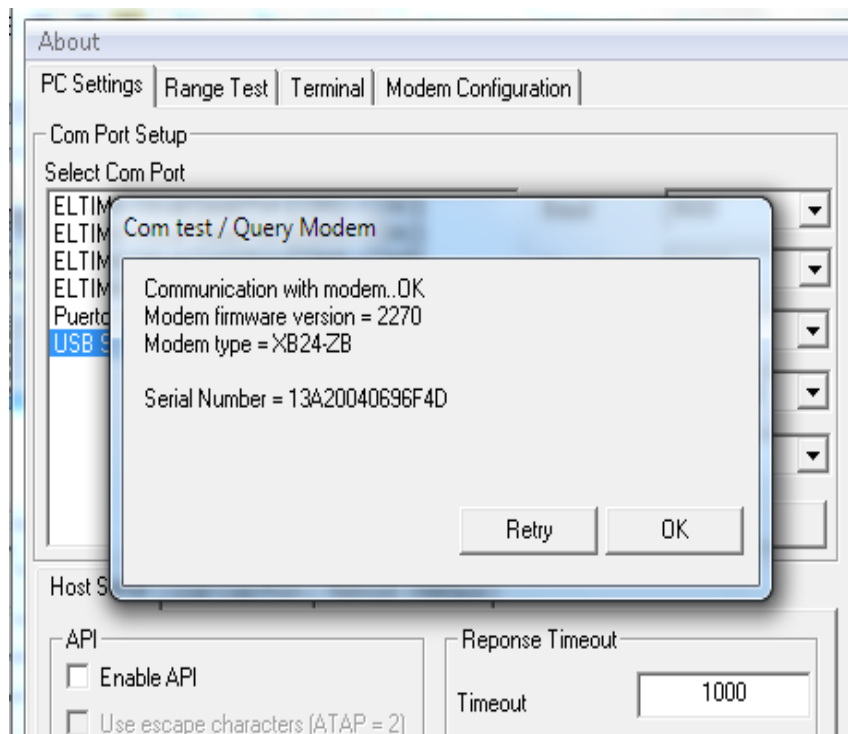 About
PC Settings Range Test Terminal Modem Configuration
Com Port Setup
Select Com Port
ELTIM
ELTIM
ELTIM
ELTIM
Puerto
USB S
Com test / Query Modem
Communication with modem..OK
Modem firmware version = 2270
Modem type = XB24-ZB
Serial Number = 13A20040696F4D
Retry OK
Host S
API
Enable API
Use escape characters (ATAP = 2)
Reponse Timeout
Timeout 1000